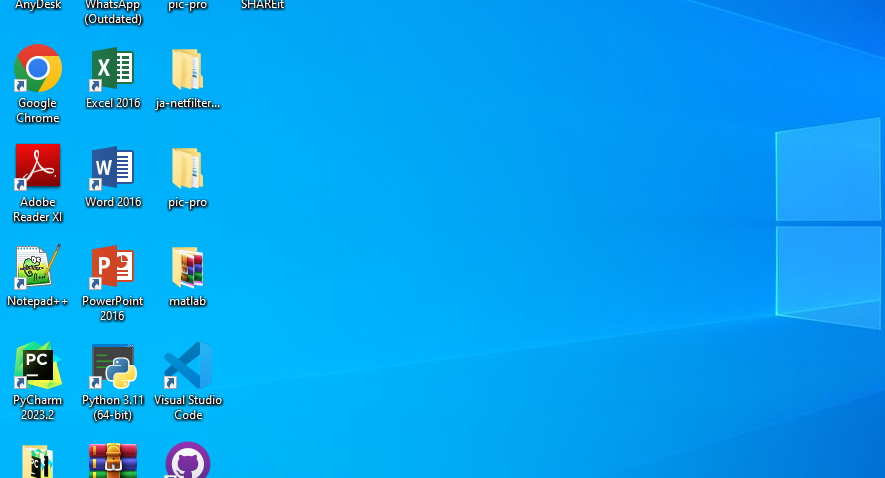 AnyDesk
WhatsApp
(Outdated)
pic-pro
SHAREit
Google
Chrome
Excel 2016
ja-netfilter...
Adobe
Reader XI
Word 2016
pic-pro
Notepad++
PowerPoint
2016
matlab
PC
PyCharm
2023.2
Python 3.11
(64-bit)
Visual Studio
Code